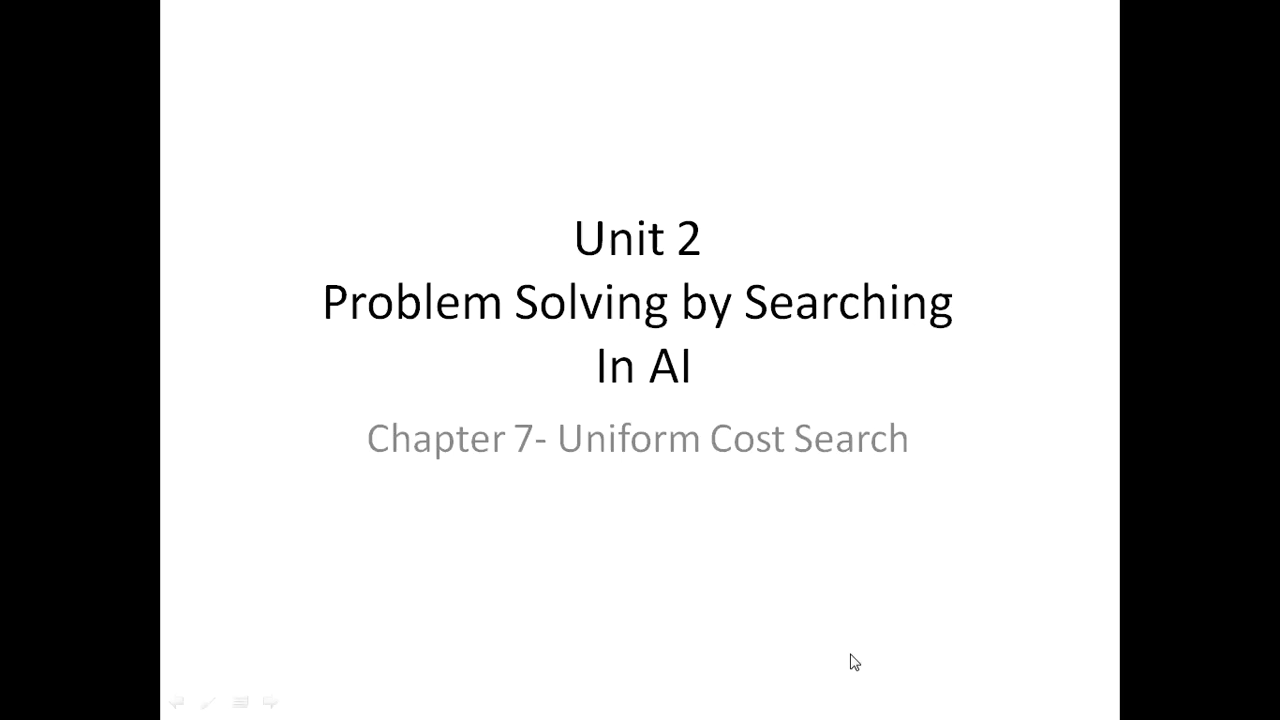 Unit 2
Problem Solving by Searching
In AI
Chapter 7- Uniform Cost Search